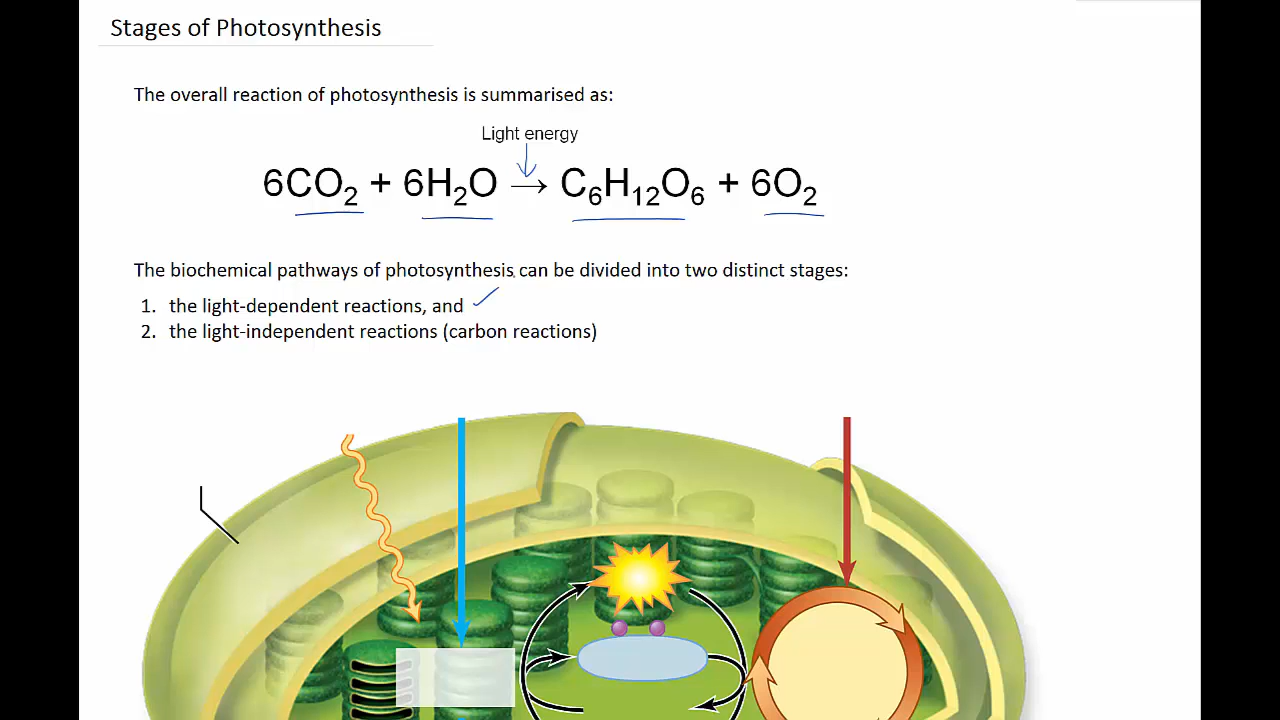 Stages of Photosynthesis
The overall reaction of photosynthesis is summarised as:
Light energy
6CO₂ + 6H₂O → C₆H₁₂O₆ + 6O₂
The biochemical pathways of photosynthesis can be divided into two distinct stages:
1. the light-dependent reactions, and
2. the light-independent reactions (carbon reactions)